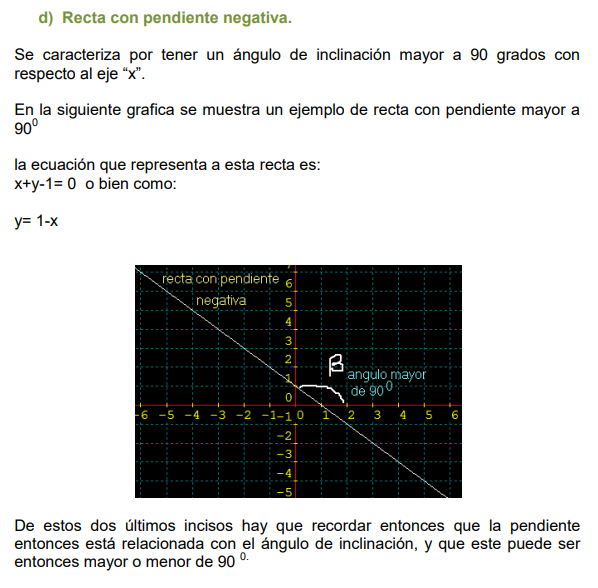 d) Recta con pendiente negativa.
Se caracteriza por tener un ángulo de inclinación mayor a 90 grados con
respecto al eje “x”.
En la siguiente grafica se muestra un ejemplo de recta con pendiente mayor a
90⁰
la ecuación que representa a esta recta es:
x+y-1= 0 o bien como:
y= 1-x
7
recta con pendiente
6
negativa
5
4
3
2
β
1
angulo mayor
de 90⁰
0
-6 -5 -4 -3 -2 -1 -1 0 1 2 3 4 5 6
-2
-3
-4
-5
De estos dos últimos incisos hay que recordar entonces que la pendiente
entonces está relacionada con el ángulo de inclinación, y que este puede ser
entonces mayor o menor de 90 ⁰.